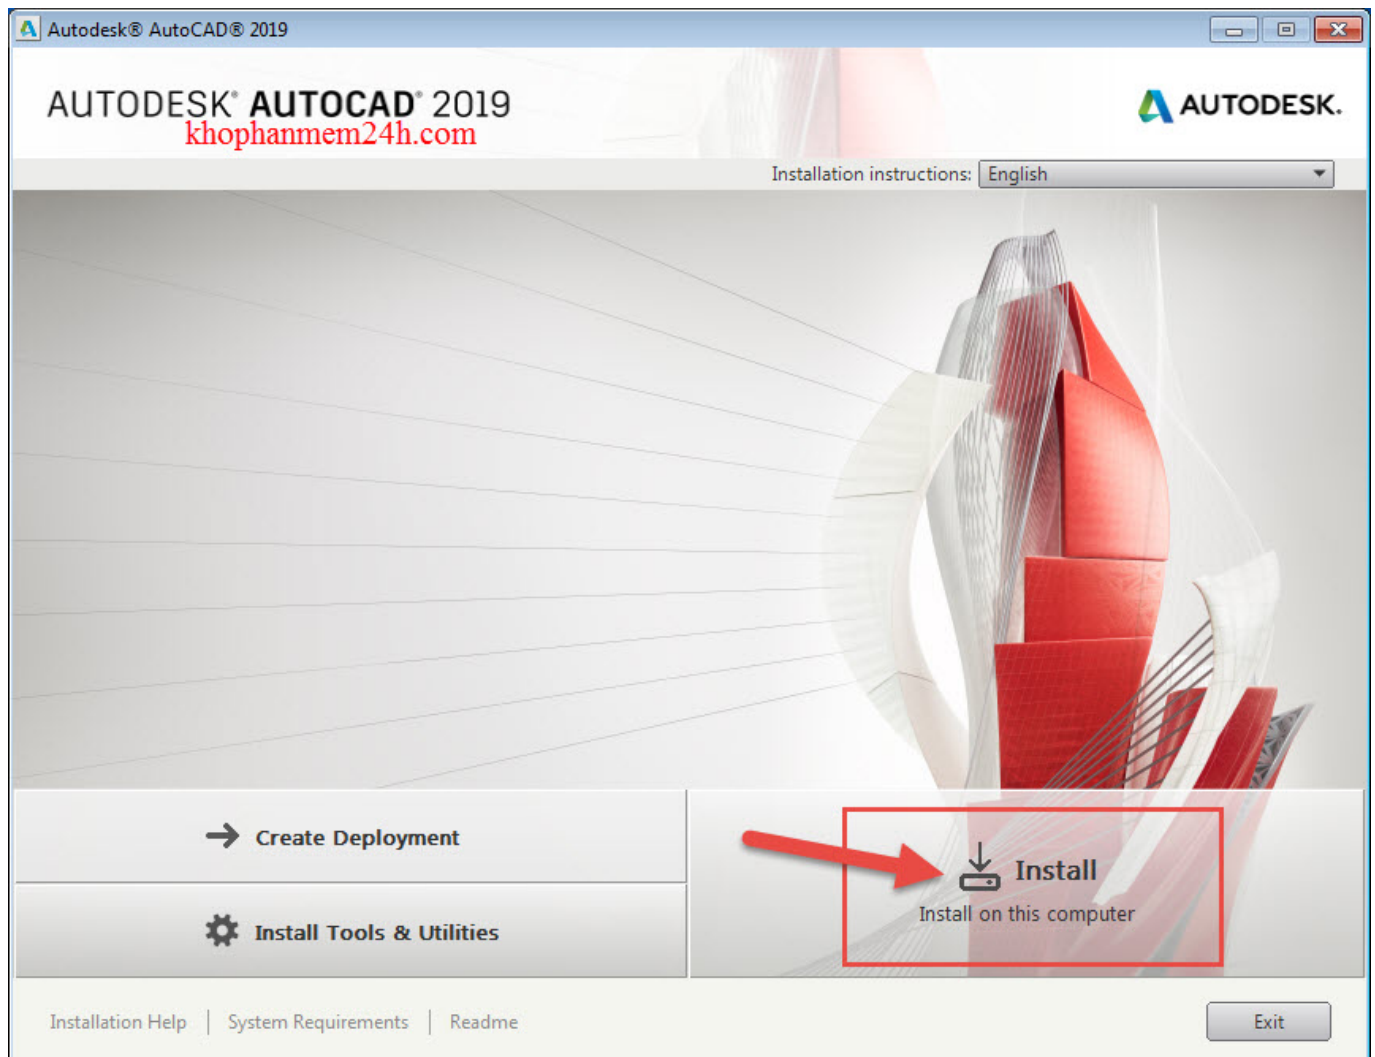 Autodesk® AutoCAD® 2019
AUTODESK® AUTOCAD® 2019
khophanmem24h.com
AUTODESK.
Installation instructions: English
Create Deployment
Install Tools & Utilities
Install
Install on this computer
Installation Help | System Requirements | Readme
Exit